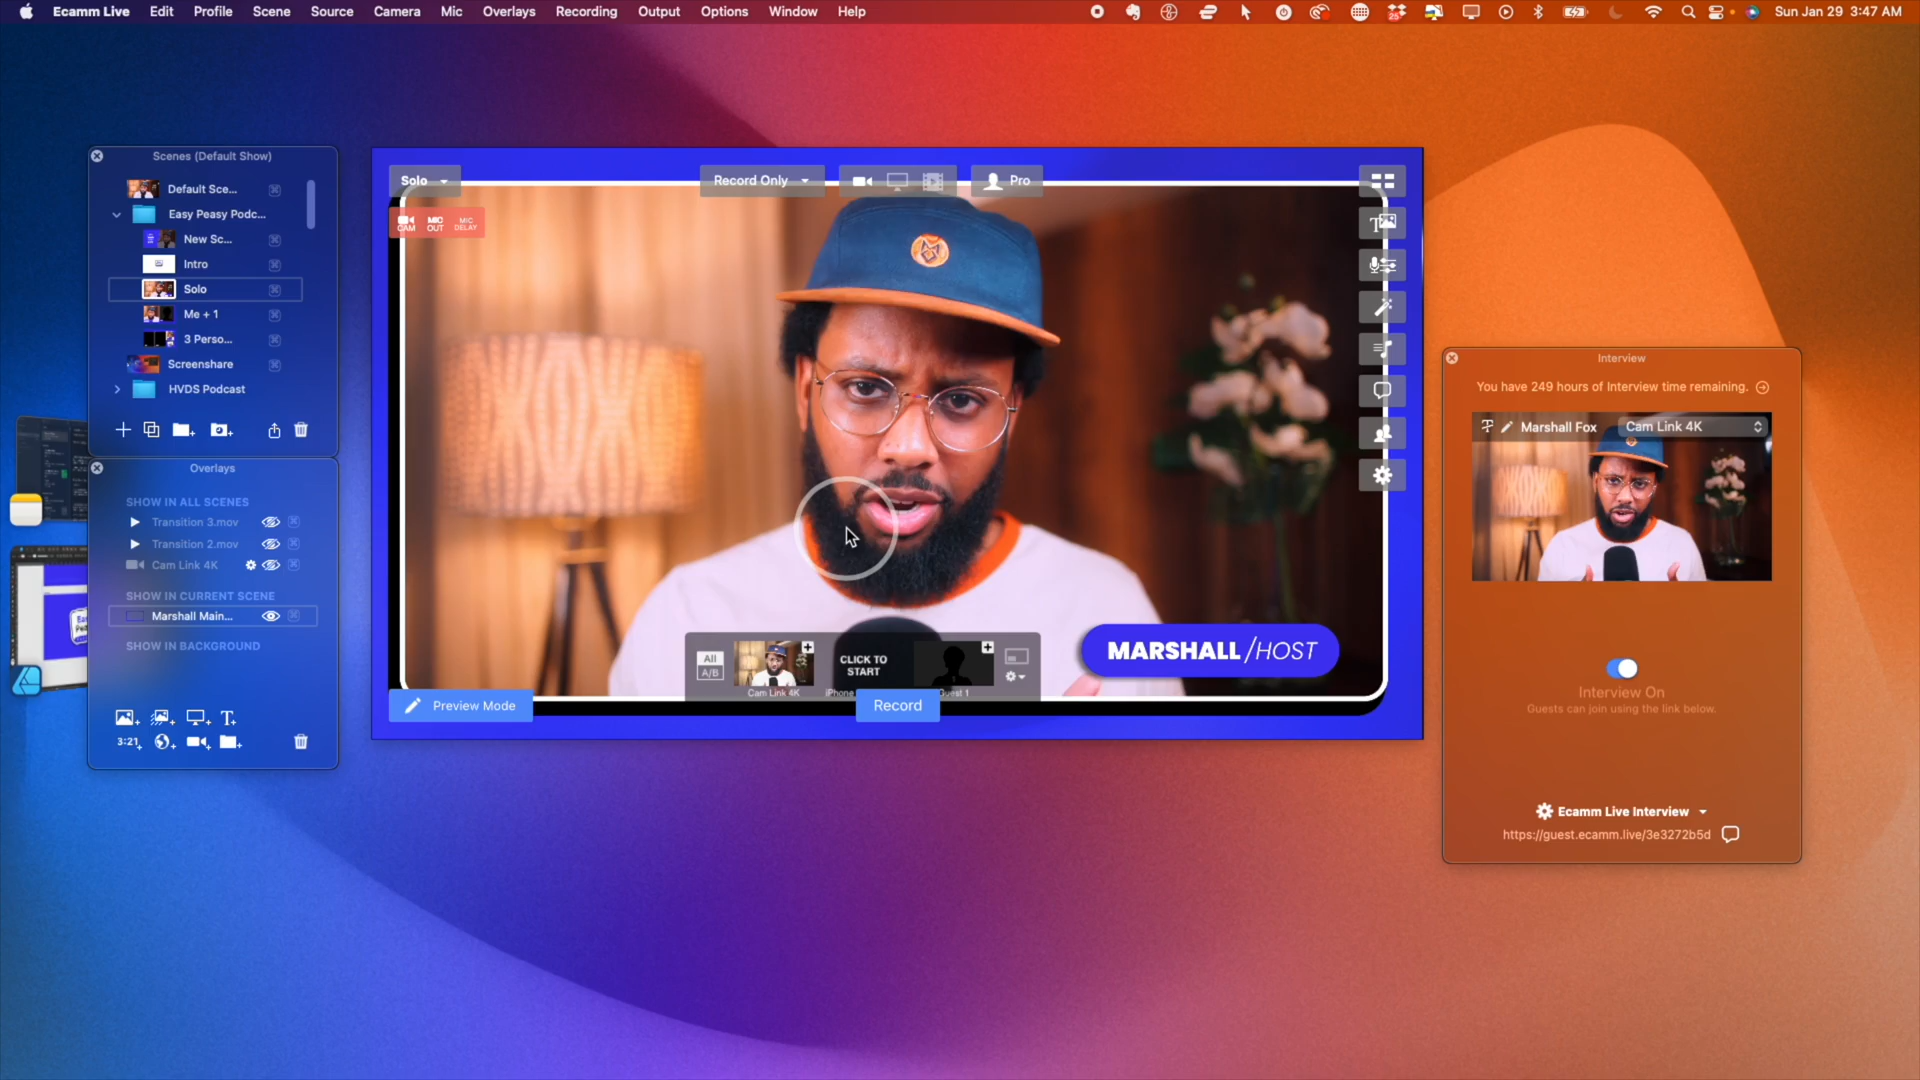 Ecamm Live Edit Profile Scene Source Camera Mic Overlays Recording Output Options Window Help
25
Sun Jan 29 3:47 AM
Scenes (Default Show)
Default Sce...
Easy Peasy Podc...
New Sc...
Intro
Solo
Me + 1
3 Perso...
Screenshare
HVDS Podcast
Overlays
SHOW IN ALL SCENES
Transition 3.mov
Transition 2.mov
Cam Link 4K
SHOW IN CURRENT SCENE
Marshall Main...
SHOW IN BACKGROUND
3:21
Solo
Record Only
Pro
CAM
MIC OUT
MIC DELAY
MARSHALL/HOST
All
A/B
CLICK TO
START
Cam Link 4K
Preview Mode
Record
Interview
You have 249 hours of Interview time remaining.
Marshall Fox
Cam Link 4K
Interview On
Guests can join using the link below.
Ecamm Live Interview
https://guest.ecamm.live/3e3272b5d